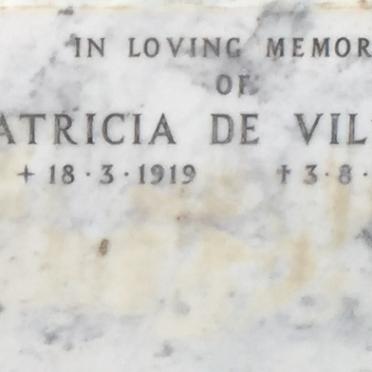 IN LOVING MEMOR
OF
ATRICIA DE VIL
+ 18·3·1919 † 3·8·